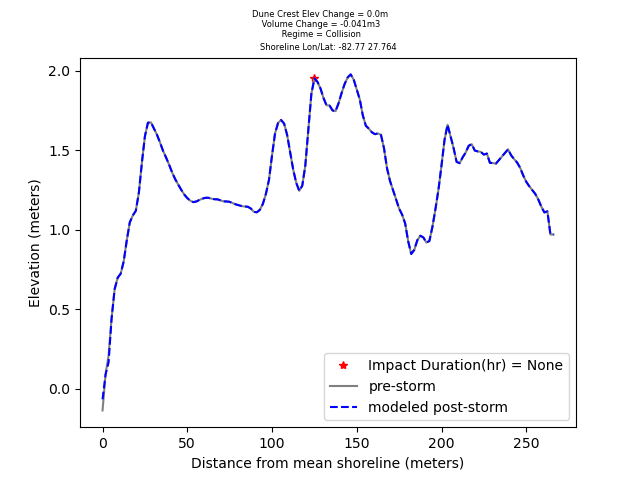 Dune Crest Elev Change = 0.0m
Volume Change = -0.041m3
Regime = Collision
Shoreline Lon/Lat: -82.77 27.764
2.0
1.5
1.0
0.5
0.0
Elevation (meters)
Impact Duration(hr) = None
pre-storm
modeled post-storm
0 50 100 150 200 250
Distance from mean shoreline (meters)